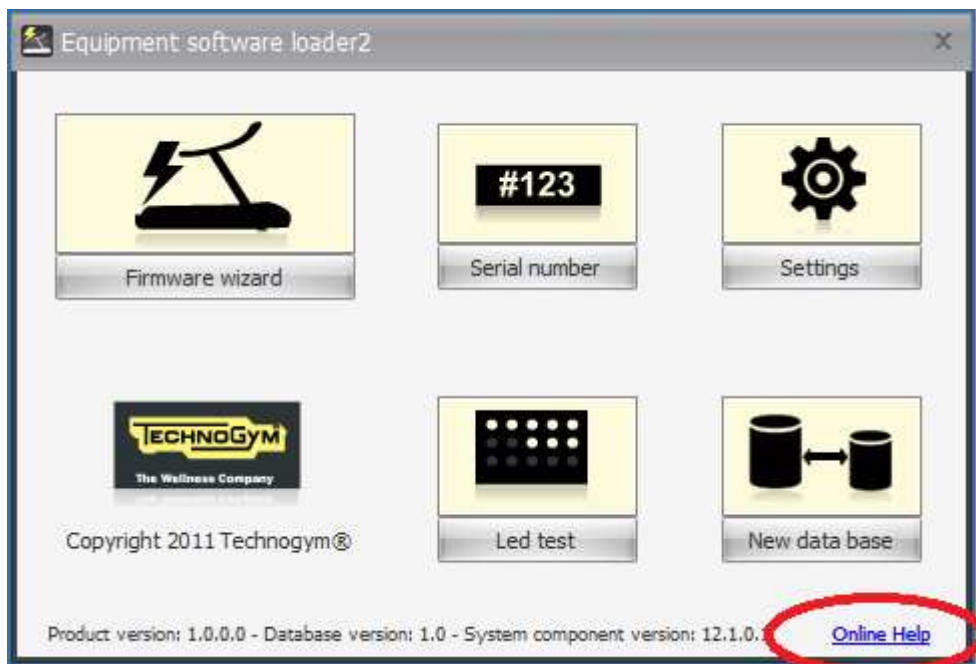 Equipment software loader2
#123
Firmware wizard
Serial number
Settings
TECHNOGYM
The Wellness Company
Copyright 2011 Technogym®
Led test
New data base
Product version: 1.0.0.0 - Database version: 1.0 - System component version: 12.1.0.
Online Help